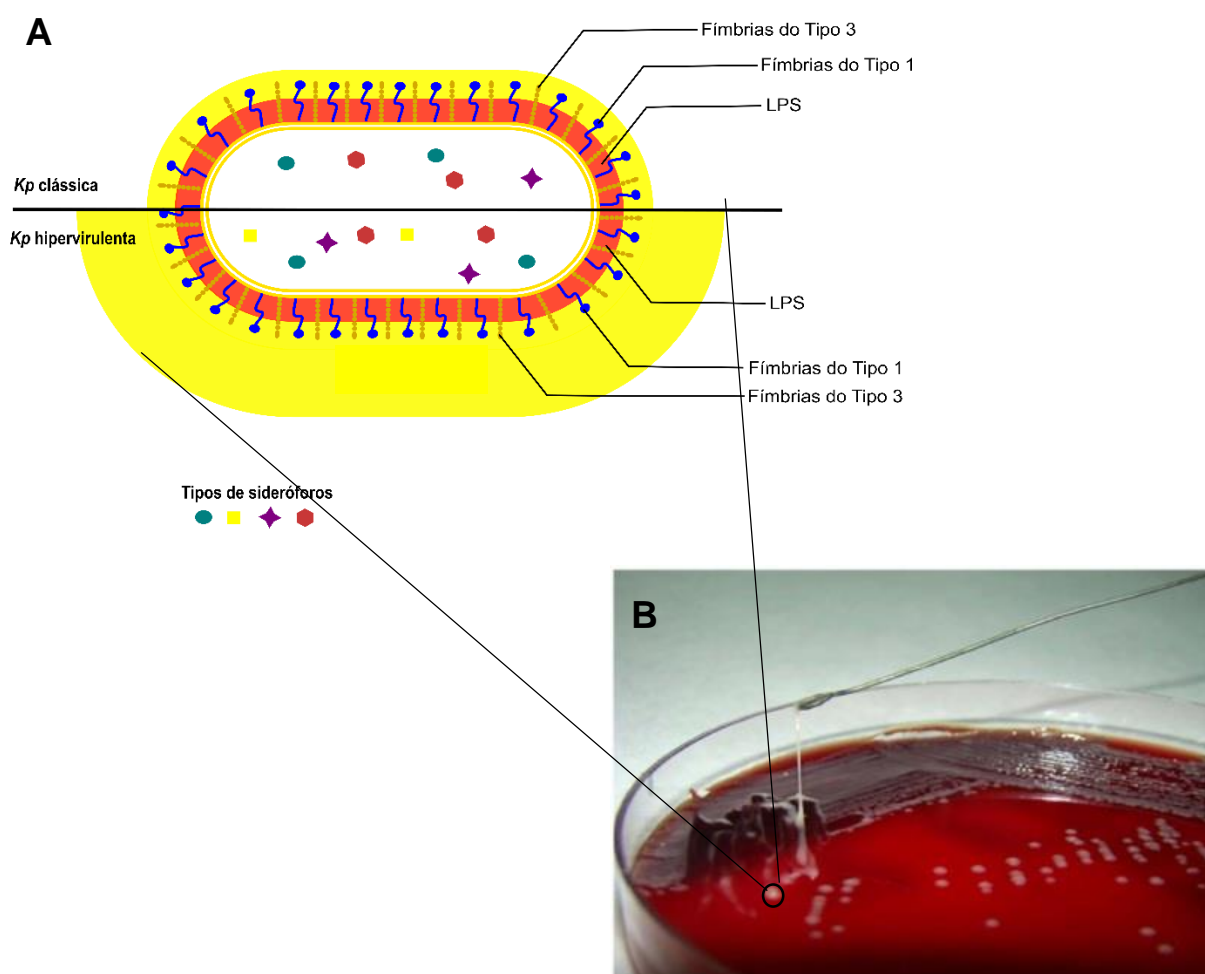 A
Fímbrias do Tipo 3
Fímbrias do Tipo 1
LPS
Kp clássica
Kp hipervirulenta
LPS
Fímbrias do Tipo 1
Fímbrias do Tipo 3
Tipos de sideróforos
B